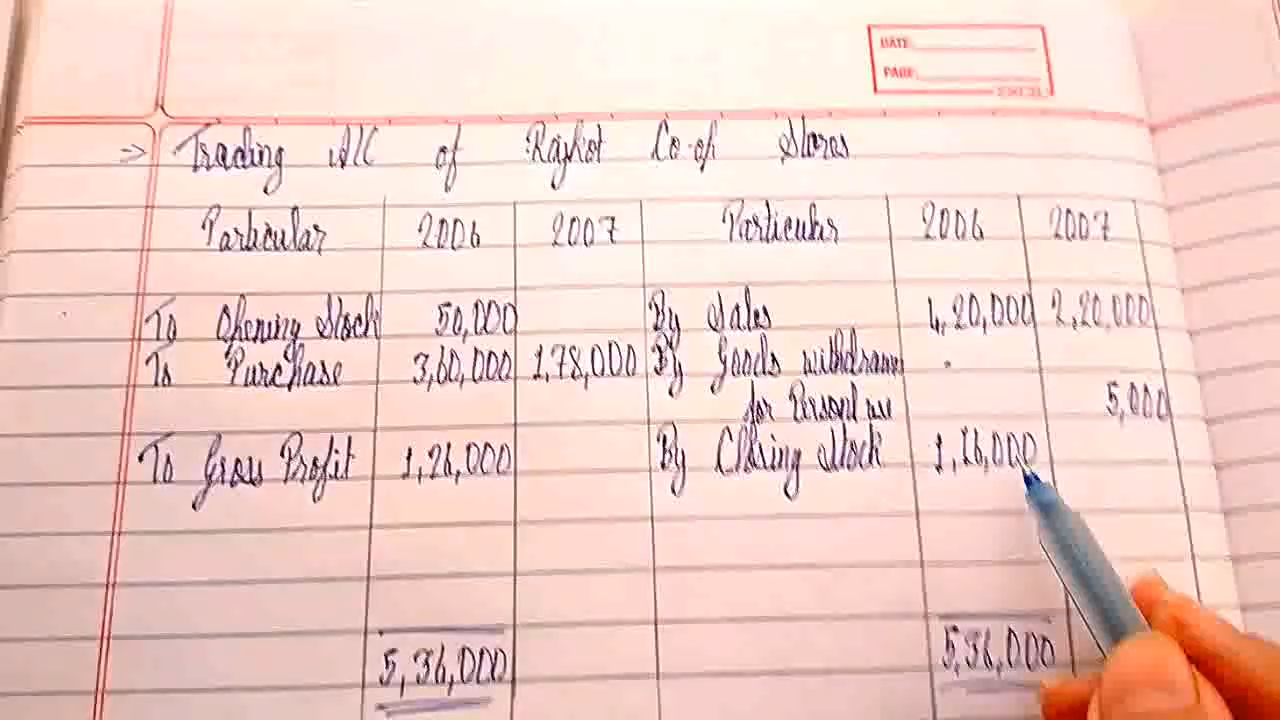 DATE:
PAGE:
EXCEL
=> Trading A/C of Rajkot Co-op Stores
Particular 2006 2007 Particular 2006 2007
To Opening Stock 50,000 By Sales 4,20,000 2,20,000
To Purchase 3,60,000 1,78,000 By Goods withdrawn
for Personl use 5,000
To Gross Profit 1,26,000 By Closing Stock 1,16,000
5,36,000 5,36,000